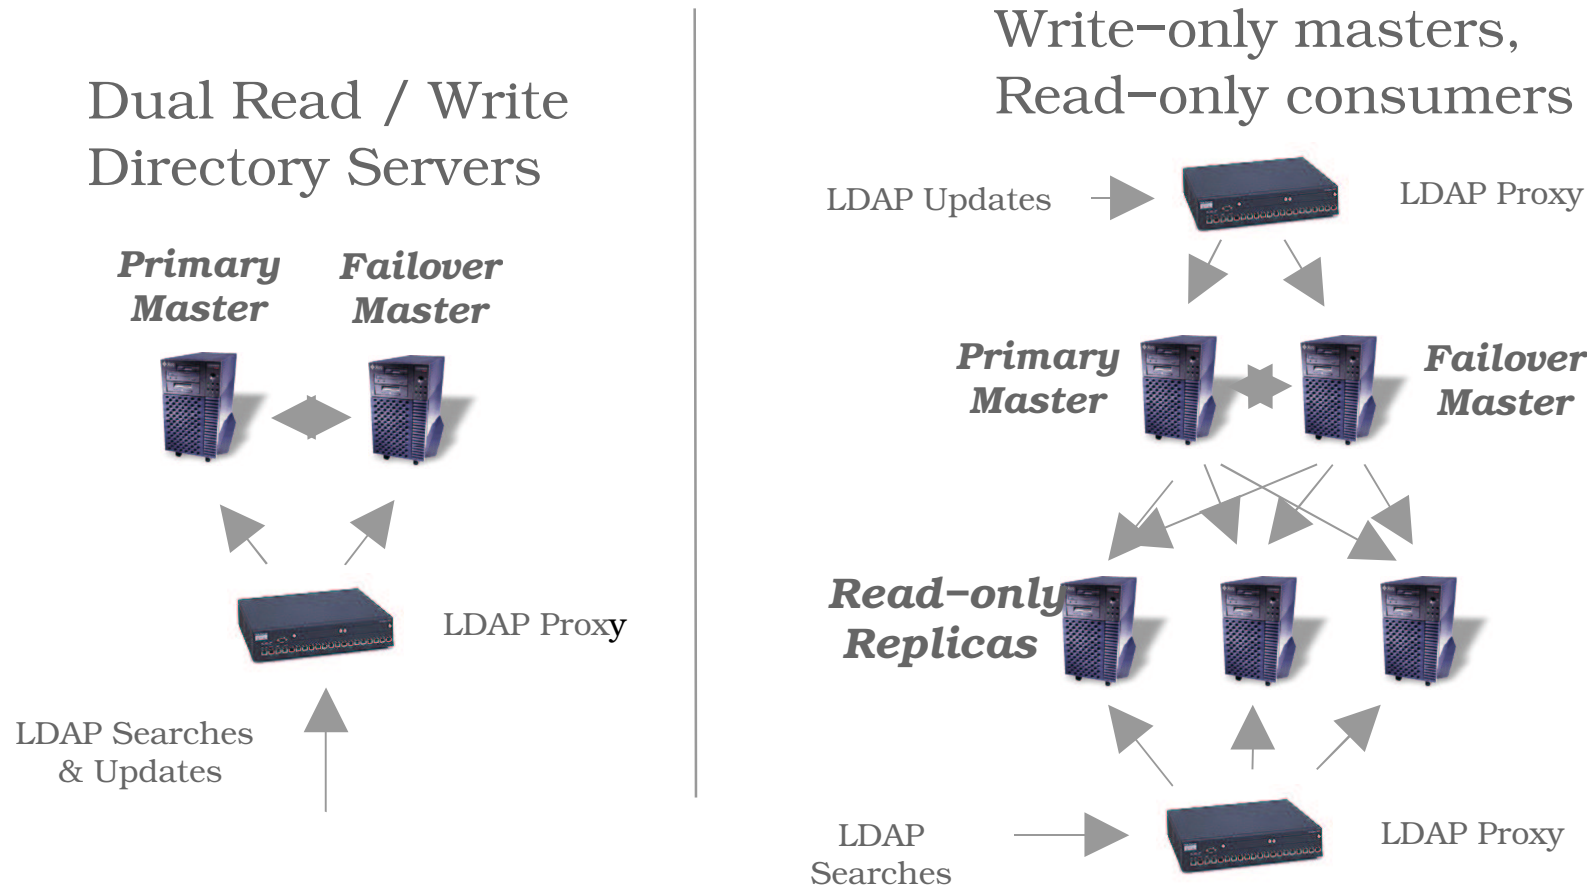 Dual Read / Write
Directory Servers
Primary
Master
Failover
Master
LDAP Proxy
LDAP Searches
& Updates
Write-only masters,
Read-only consumers
LDAP Updates
LDAP Proxy
Primary
Master
Failover
Master
Read-only
Replicas
LDAP
Searches
LDAP Proxy